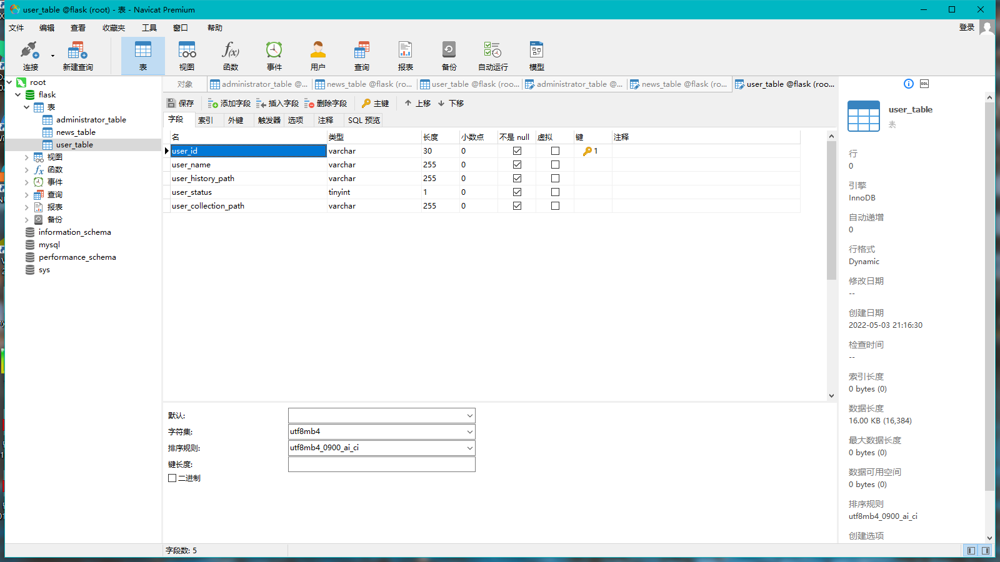 user_table @flask (root) - 表 - Navicat Premium
文件 编辑 查看 收藏夹 工具 窗口 帮助 登录
连接 新建查询 表 视图 函数 事件 用户 查询 报表 备份 自动运行 模型
root
flask
表
administrator_table
news_table
user_table
视图
函数
事件
查询
报表
备份
information_schema
mysql
performance_schema
sys
对象 administrator_table @... news_table @flask (ro... user_table @flask (roo... administrator_table @... news_table @flask (ro... user_table @flask (roo...
保存 添加字段 插入字段 删除字段 主键 上移 下移
字段 索引 外键 触发器 选项 注释 SQL 预览
名 类型 长度 小数点 不是 null 虚拟 键 注释
user_id varchar 30 0 1
user_name varchar 255 0
user_history_path varchar 255 0
user_status tinyint 1 0
user_collection_path varchar 255 0
默认:
字符集: utf8mb4
排序规则: utf8mb4_0900_ai_ci
键长度:
二进制
字段数: 5
DDL
user_table
表
行
0
引擎
InnoDB
自动递增
0
行格式
Dynamic
修改日期
--
创建日期
2022-05-03 21:16:30
检查时间
--
索引长度
0 bytes (0)
数据长度
16.00 KB (16,384)
最大数据长度
0 bytes (0)
数据可用空间
0 bytes (0)
排序规则
utf8mb4_0900_ai_ci
创建选项